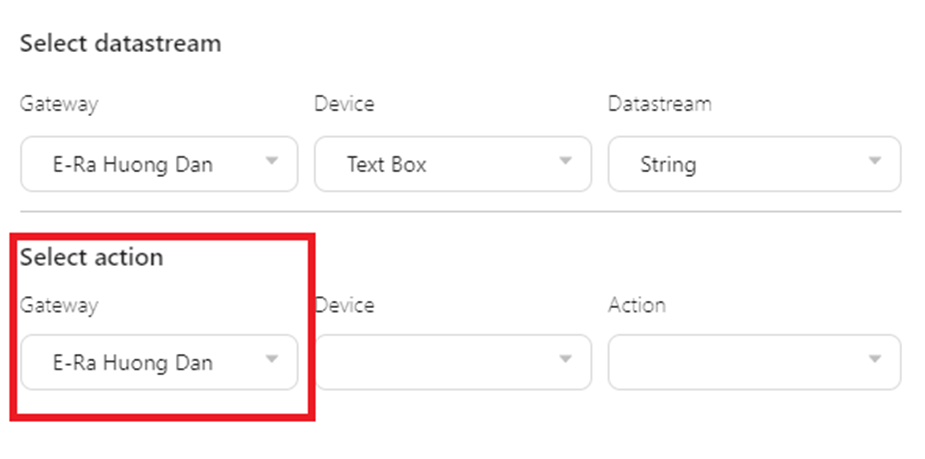 Select datastream
Gateway Device Datastream
E-Ra Huong Dan Text Box String
Select action
Gateway Device Action
E-Ra Huong Dan